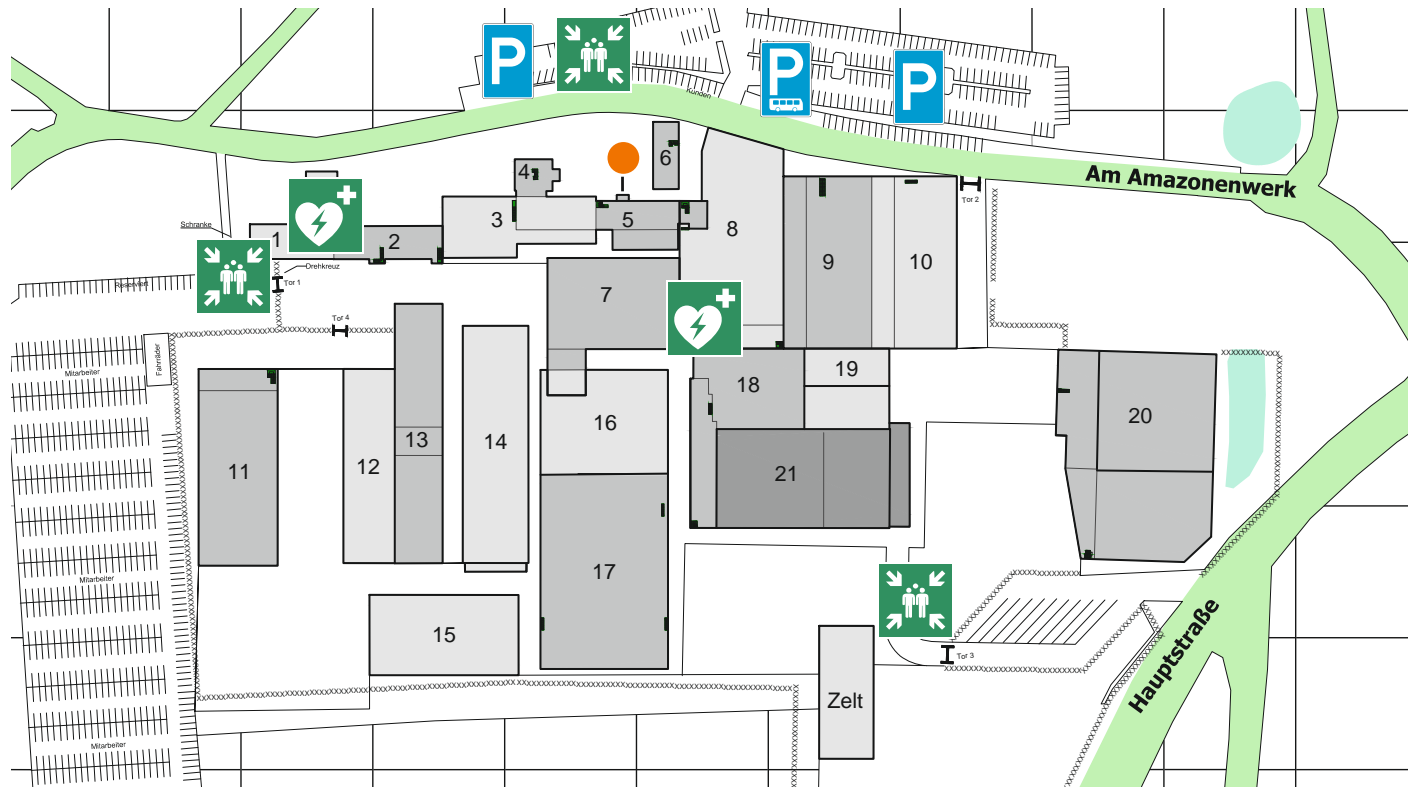 P
P
P
Kunden
Am Amazonenwerk
Tor 2
Schranke
1
2
3
4
5
6
7
8
9
10
Drehkreuz
Tor 1
Reserviert
Tor 4
Fahrräder
Mitarbeiter
11
12
13
14
15
16
17
18
19
20
21
Mitarbeiter
Mitarbeiter
Tor 3
Zelt
Hauptstraße